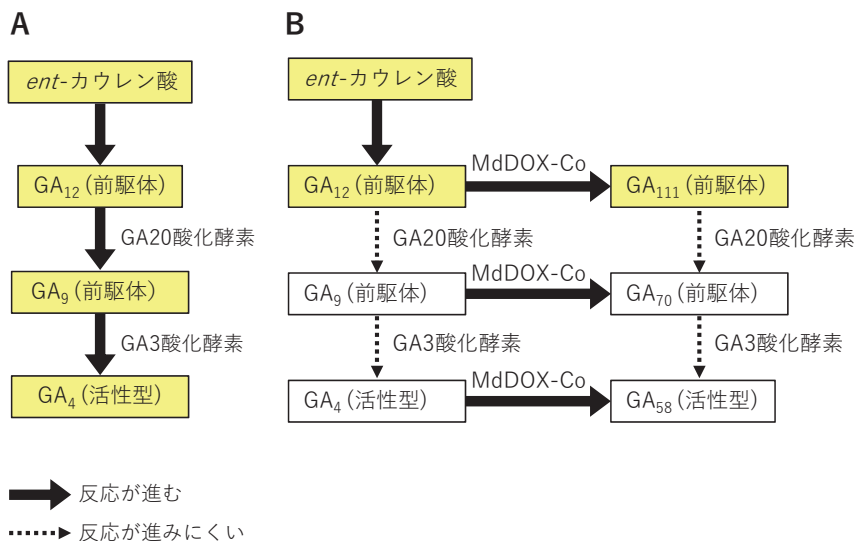 A
ent-カウレン酸
GA12 (前駆体)
GA20酸化酵素
GA9 (前駆体)
GA3酸化酵素
GA4 (活性型)
B
ent-カウレン酸
MdDOX-Co
GA12 (前駆体)
GA111 (前駆体)
GA20酸化酵素
GA20酸化酵素
MdDOX-Co
GA9 (前駆体)
GA70 (前駆体)
GA3酸化酵素
GA3酸化酵素
MdDOX-Co
GA4 (活性型)
GA58 (活性型)
反応が進む
反応が進みにくい